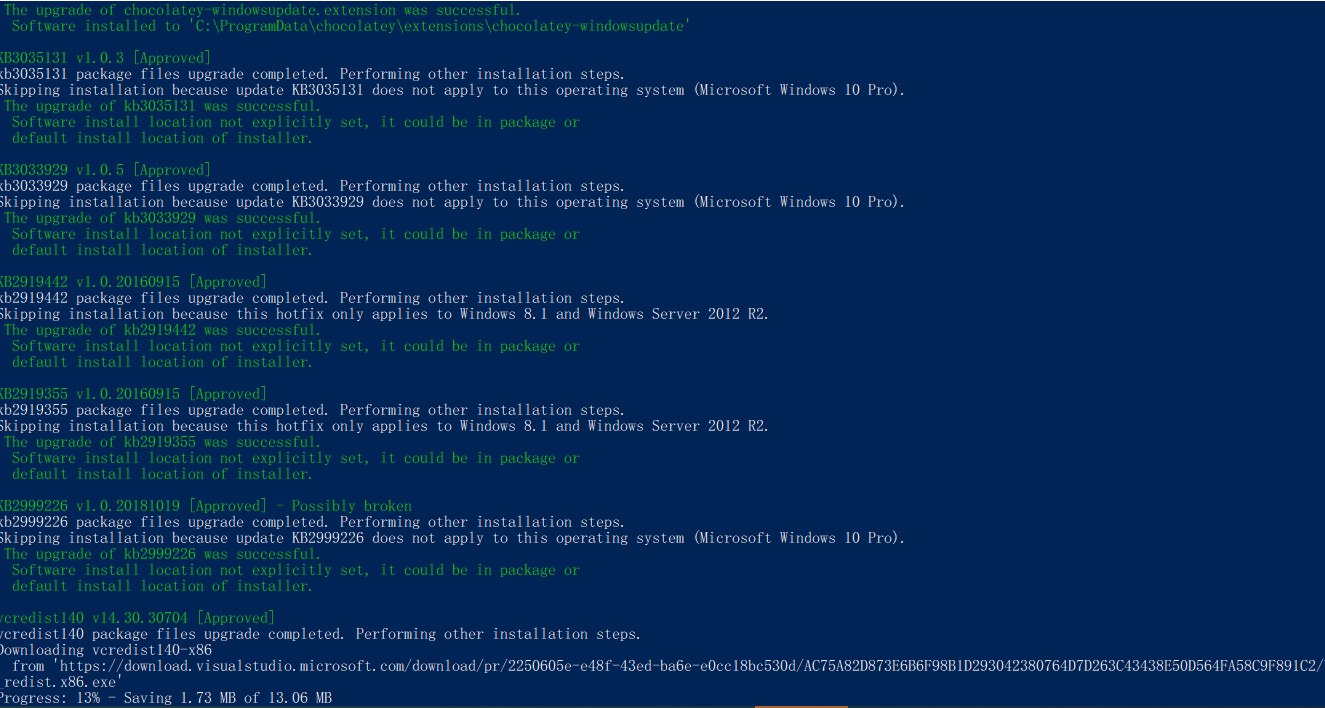 The upgrade of chocolatey-windowsupdate.extension was successful.
Software installed to 'C:\ProgramData\chocolatey\extensions\chocolatey-windowsupdate'
KB3035131 v1.0.3 [Approved]
kb3035131 package files upgrade completed. Performing other installation steps.
Skipping installation because update KB3035131 does not apply to this operating system (Microsoft Windows 10 Pro).
The upgrade of kb3035131 was successful.
Software install location not explicitly set, it could be in package or
default install location of installer.
KB3033929 v1.0.5 [Approved]
kb3033929 package files upgrade completed. Performing other installation steps.
Skipping installation because update KB3033929 does not apply to this operating system (Microsoft Windows 10 Pro).
The upgrade of kb3033929 was successful.
Software install location not explicitly set, it could be in package or
default install location of installer.
KB2919442 v1.0.20160915 [Approved]
kb2919442 package files upgrade completed. Performing other installation steps.
Skipping installation because this hotfix only applies to Windows 8.1 and Windows Server 2012 R2.
The upgrade of kb2919442 was successful.
Software install location not explicitly set, it could be in package or
default install location of installer.
KB2919355 v1.0.20160915 [Approved]
kb2919355 package files upgrade completed. Performing other installation steps.
Skipping installation because this hotfix only applies to Windows 8.1 and Windows Server 2012 R2.
The upgrade of kb2919355 was successful.
Software install location not explicitly set, it could be in package or
default install location of installer.
KB2999226 v1.0.20181019 [Approved] - Possibly broken
kb2999226 package files upgrade completed. Performing other installation steps.
Skipping installation because update KB2999226 does not apply to this operating system (Microsoft Windows 10 Pro).
The upgrade of kb2999226 was successful.
Software install location not explicitly set, it could be in package or
default install location of installer.
vcredist140 v14.30.30704 [Approved]
vcredist140 package files upgrade completed. Performing other installation steps.
Downloading vcredist140-x86
from 'https://download.visualstudio.microsoft.com/download/pr/2250605e-e48f-43ed-ba6e-e0cc18bc530d/AC75A82D873E6B6F98B1D293042380764D7D263C43438E50D564FA58C9F891C2/
_redist.x86.exe'
Progress: 13% - Saving 1.73 MB of 13.06 MB